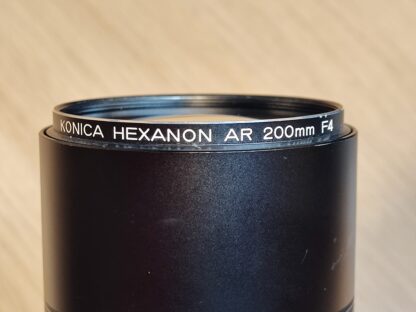 KONICA HEXANON AR 200mm F4